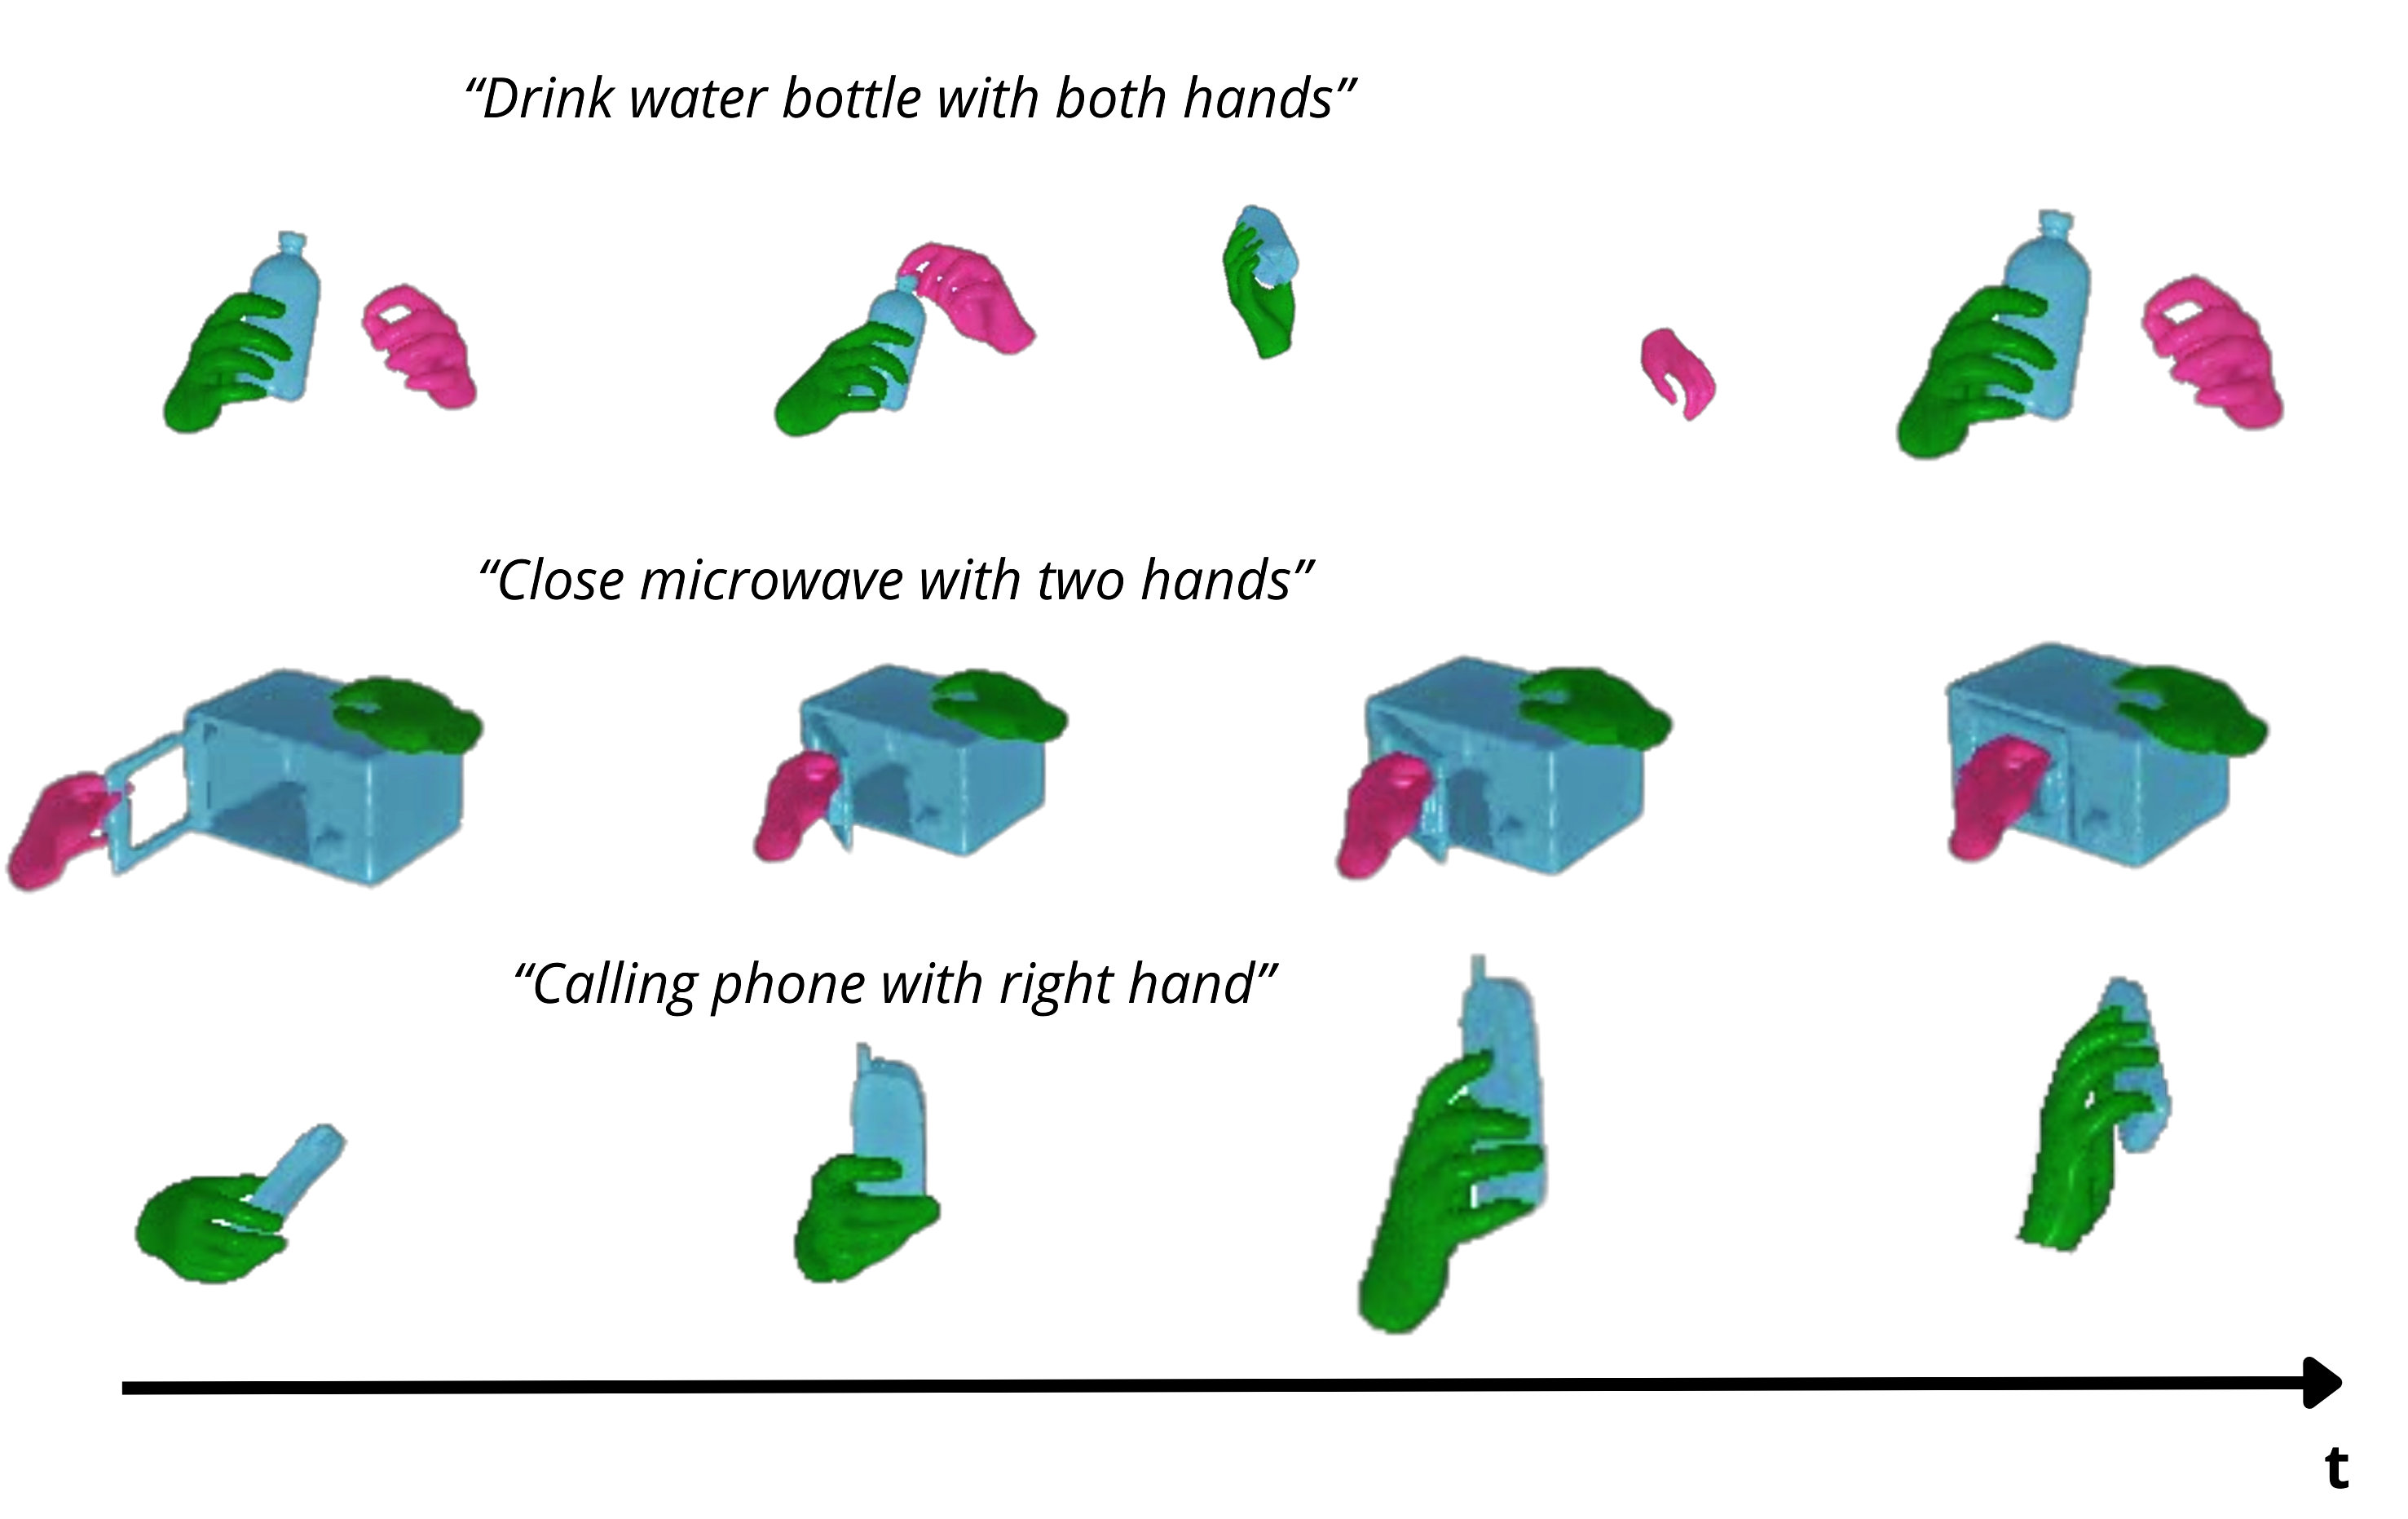 “Drink water bottle with both hands”
“Close microwave with two hands”
“Calling phone with right hand”
t